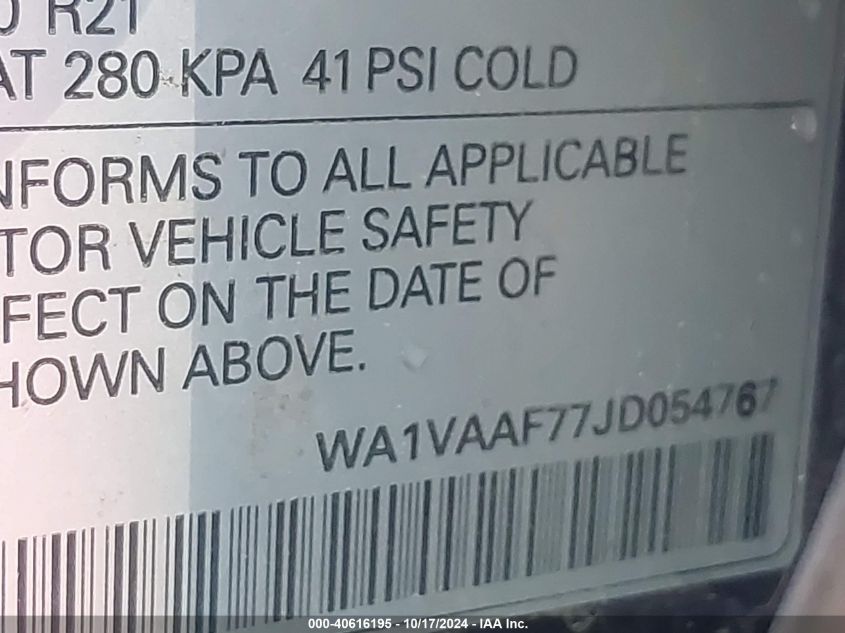 R21
AT 280 KPA 41 PSI COLD
NFORMS TO ALL APPLICABLE
TOR VEHICLE SAFETY
FECT ON THE DATE OF
HOWN ABOVE.
WA1VAAF77JD054767
000-40616195 - 10/17/2024 - IAA Inc.